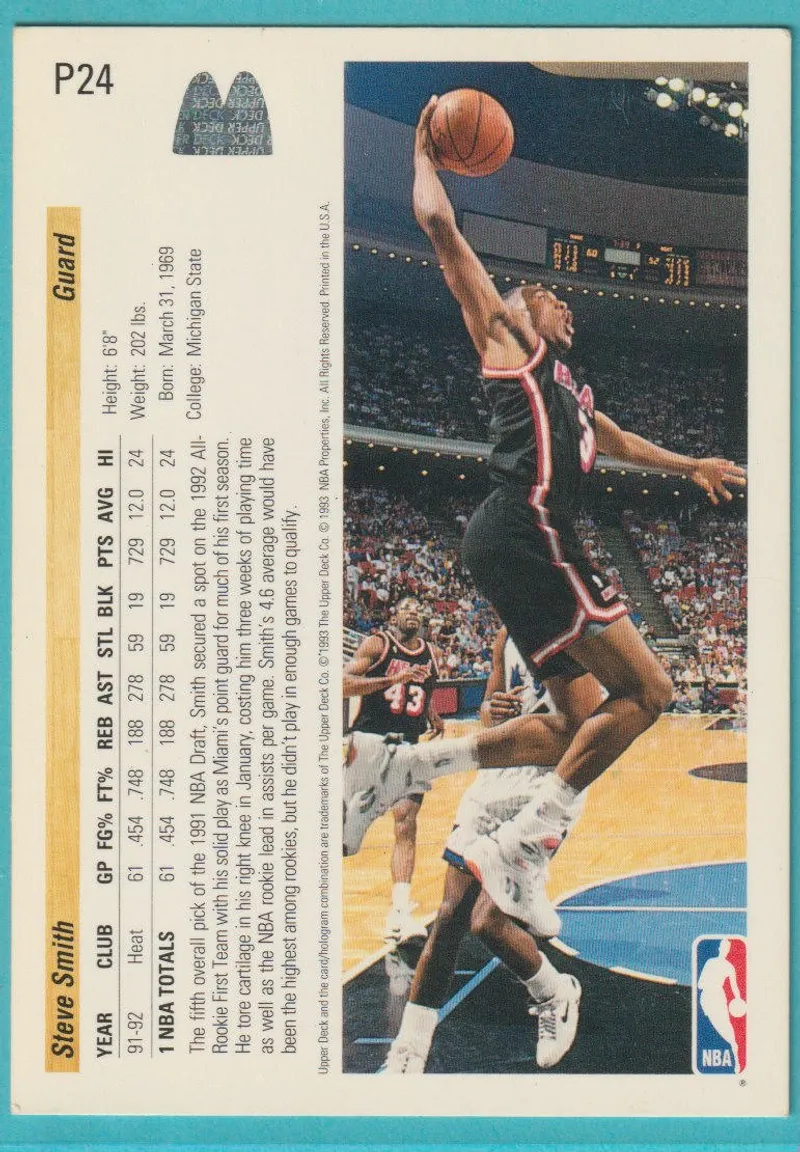 P24
UPPER DECK
Steve Smith Guard
Height: 6'8"
Weight: 202 lbs.
Born: March 31, 1969
College: Michigan State
YEAR CLUB GP FG% FT% REB AST STL BLK PTS AVG HI
91-92 Heat 61 .454 .748 188 278 59 19 729 12.0 24
1 NBA TOTALS 61 .454 .748 188 278 59 19 729 12.0 24
The fifth overall pick of the 1991 NBA Draft, Smith secured a spot on the 1992 All-
Rookie First Team with his solid play as Miami's point guard for much of his first season.
He tore cartilage in his right knee in January, costing him three weeks of playing time
as well as the NBA rookie lead in assists per game. Smith's 4.6 average would have
been the highest among rookies, but he didn't play in enough games to qualify.
Upper Deck and the card/hologram combination are trademarks of The Upper Deck Co. © 1993 The Upper Deck Co. © 1993 NBA Properties, Inc. All Rights Reserved. Printed in the U.S.A.
HEAT
3
43
NBA
®